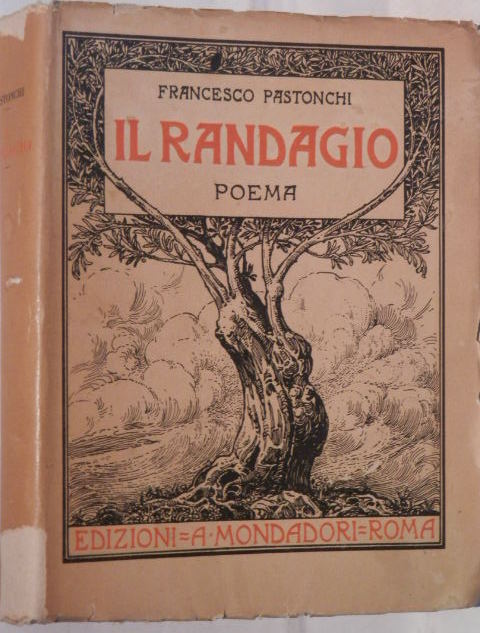 FRANCESCO PASTONCHI
IL RANDAGIO
POEMA
EDIZIONI=A·MONDADORI=ROMA